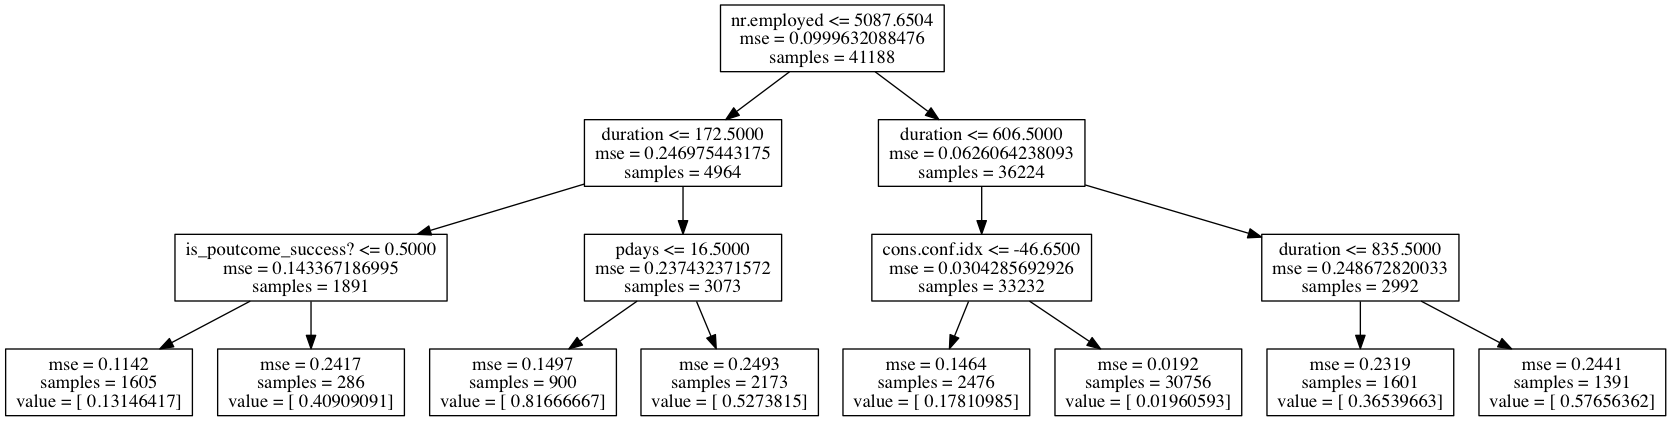 nr.employed <= 5087.6504
mse = 0.0999632088476
samples = 41188
duration <= 172.5000
mse = 0.246975443175
samples = 4964
duration <= 606.5000
mse = 0.0626064238093
samples = 36224
is_poutcome_success? <= 0.5000
mse = 0.143367186995
samples = 1891
pdays <= 16.5000
mse = 0.237432371572
samples = 3073
cons.conf.idx <= -46.6500
mse = 0.0304285692926
samples = 33232
duration <= 835.5000
mse = 0.248672820033
samples = 2992
mse = 0.1142
samples = 1605
value = [ 0.13146417]
mse = 0.2417
samples = 286
value = [ 0.40909091]
mse = 0.1497
samples = 900
value = [ 0.81666667]
mse = 0.2493
samples = 2173
value = [ 0.5273815]
mse = 0.1464
samples = 2476
value = [ 0.17810985]
mse = 0.0192
samples = 30756
value = [ 0.01960593]
mse = 0.2319
samples = 1601
value = [ 0.36539663]
mse = 0.2441
samples = 1391
value = [ 0.57656362]